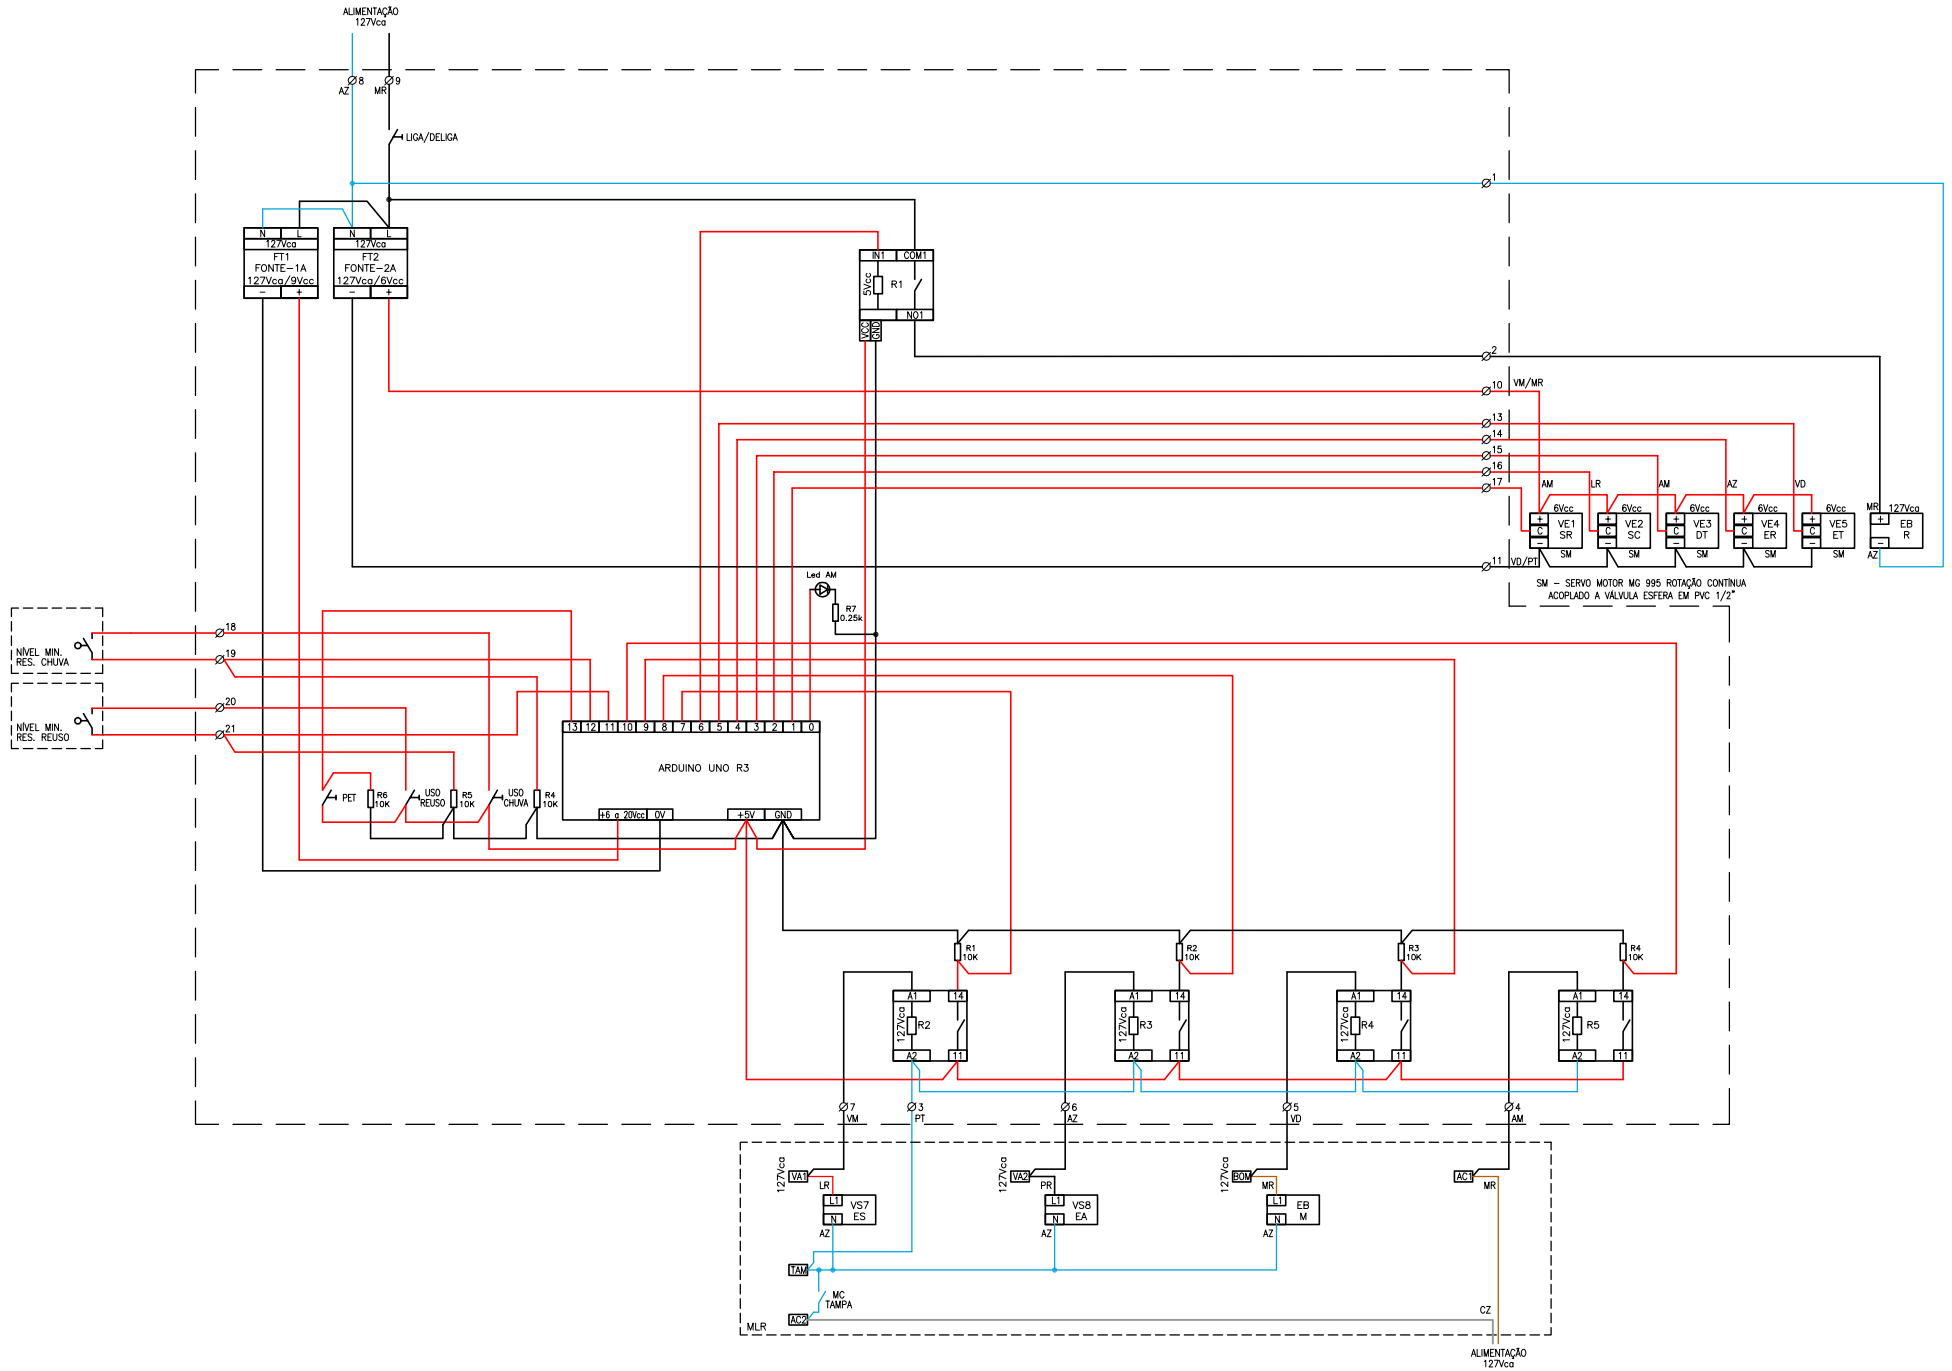 ALIMENTAÇÃO
127Vca
8
9
AZ
MR
LIGA/DELIGA
1
N
L
127Vca
FT1
FONTE-1A
127Vca/9Vcc
-
+
N
L
127Vca
FT2
FONTE-2A
127Vca/6Vcc
-
+
IN1
COM1
5Vcc
R1
NO1
VCC
GND
2
10
VM/MR
13
14
15
16
17
AM
LR
AM
AZ
VD
6Vcc
6Vcc
6Vcc
6Vcc
6Vcc
MR
127Vca
+
C
-
VE1
SR
SM
+
C
-
VE2
SC
SM
+
C
-
VE3
DT
SM
+
C
-
VE4
ER
SM
+
C
-
VE5
ET
SM
+
-
EB
R
AZ
11
VD/PT
SM - SERVO MOTOR MG 995 ROTAÇÃO CONTÍNUA
ACOPLADO A VÁLVULA ESFERA EM PVC 1/2"
Led AM
R7
0.25k
NÍVEL MIN.
RES. CHUVA
18
19
NÍVEL MIN.
RES. REUSO
20
21
13 12 11 10 9 8 7 6 5 4 3 2 1 0
ARDUINO UNO R3
+6 a 20Vcc
0V
+5V
GND
PET
R6
10K
USO
REUSO
R5
10K
USO
CHUVA
R4
10K
R1
10K
R2
10K
R3
10K
R4
10K
A1
14
127Vca
R2
A2
11
A1
14
127Vca
R3
A2
11
A1
14
127Vca
R4
A2
11
A1
14
127Vca
R5
A2
11
7
VM
3
PT
6
AZ
5
VD
4
AM
127Vca
VA1
LR
L1
N
VS7
ES
AZ
127Vca
VA2
PR
L1
N
VS8
EA
AZ
127Vca
BOM
MR
L1
N
EB
M
AZ
AC1
MR
TAM
MC
TAMPA
AC2
MLR
CZ
ALIMENTAÇÃO
127Vca